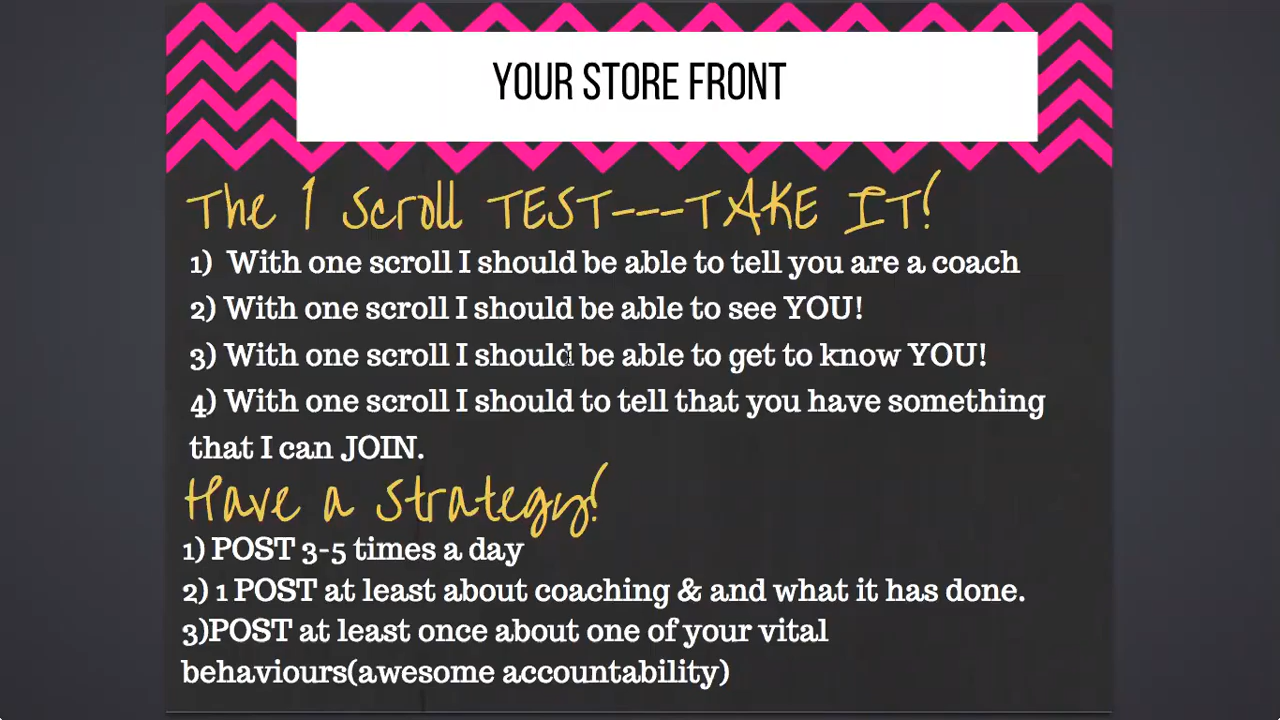 YOUR STORE FRONT
The 1 Scroll TEST---TAKE IT!
1) With one scroll I should be able to tell you are a coach
2) With one scroll I should be able to see YOU!
3) With one scroll I should be able to get to know YOU!
4) With one scroll I should to tell that you have something
that I can JOIN.
Have a Strategy!
1) POST 3-5 times a day
2) 1 POST at least about coaching & and what it has done.
3)POST at least once about one of your vital
behaviours(awesome accountability)